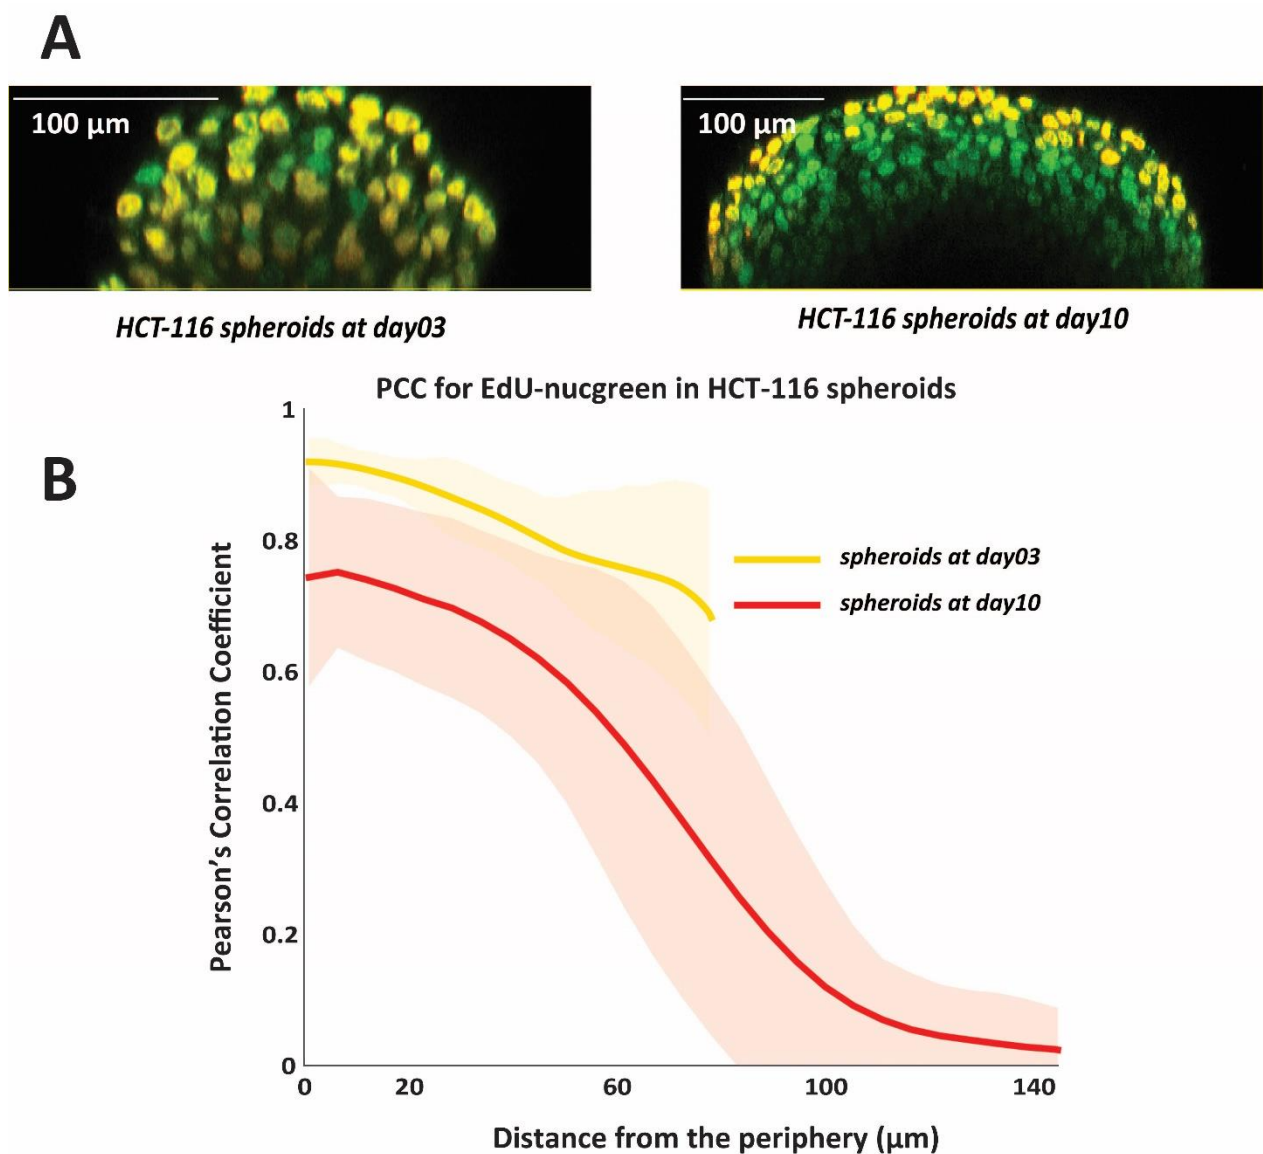 A
100 µm
100 µm
HCT-116 spheroids at day03
HCT-116 spheroids at day10
PCC for EdU-nucgreen in HCT-116 spheroids
B
Pearson's Correlation Coefficient
1
0.8
0.6
0.4
0.2
0
spheroids at day03
spheroids at day10
0 20 60 100 140
Distance from the periphery (µm)